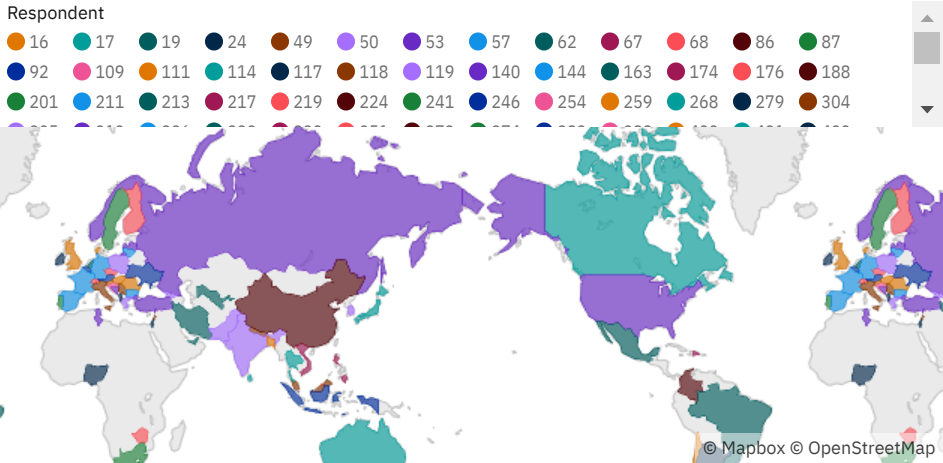 Respondent
16 17 19 24 49 50 53 57 62 67 68 86 87
92 109 111 114 117 118 119 140 144 163 174 176 188
201 211 213 217 219 224 241 246 254 259 268 279 304
© Mapbox © OpenStreetMap